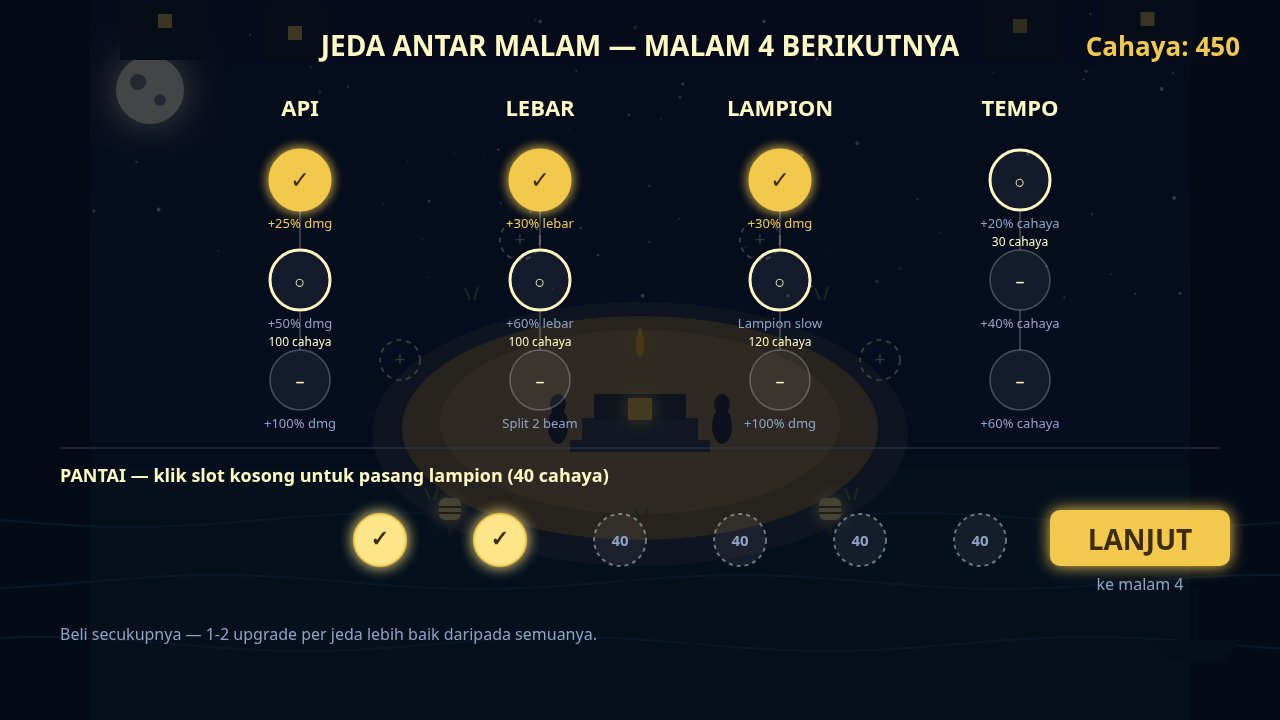 JEDA ANTAR MALAM — MALAM 4 BERIKUTNYA
Cahaya: 450
API
LEBAR
LAMPION
TEMPO
✓
✓
✓
○
+25% dmg
+30% lebar
+30% dmg
+20% cahaya
30 cahaya
○
○
○
–
+50% dmg
+60% lebar
Lampion slow
+40% cahaya
100 cahaya
100 cahaya
120 cahaya
–
–
–
–
+100% dmg
Split 2 beam
+100% dmg
+60% cahaya
PANTAI — klik slot kosong untuk pasang lampion (40 cahaya)
✓
✓
40
40
40
40
LANJUT
ke malam 4
Beli secukupnya — 1-2 upgrade per jeda lebih baik daripada semuanya.